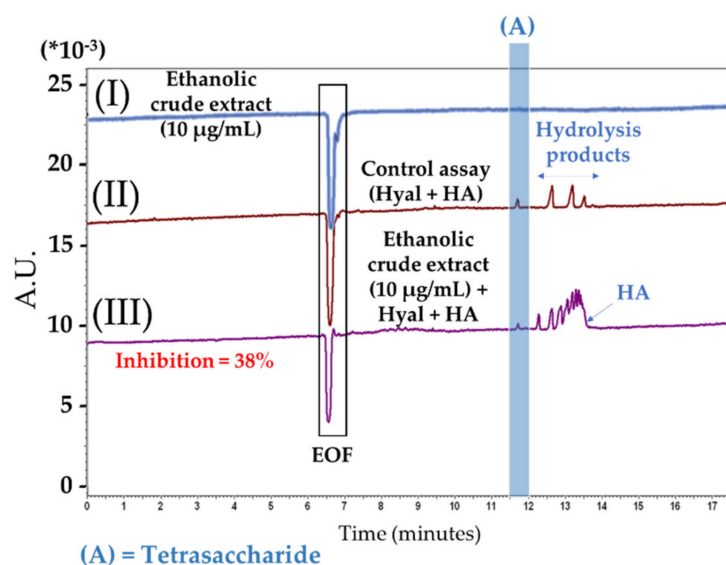 (A)
(*10⁻³)
25
(I)
Ethanolic
crude extract
(10 µg/mL)
Hydrolysis
products
20
(II)
Control assay
(Hyal + HA)
A.U.
15
Ethanolic
crude extract
(10 µg/mL) +
Hyal + HA
HA
(III)
10
Inhibition = 38%
5
EOF
0
0 1 2 3 4 5 6 7 8 9 10 11 12 13 14 15 16 17
Time (minutes)
(A) = Tetrasaccharide